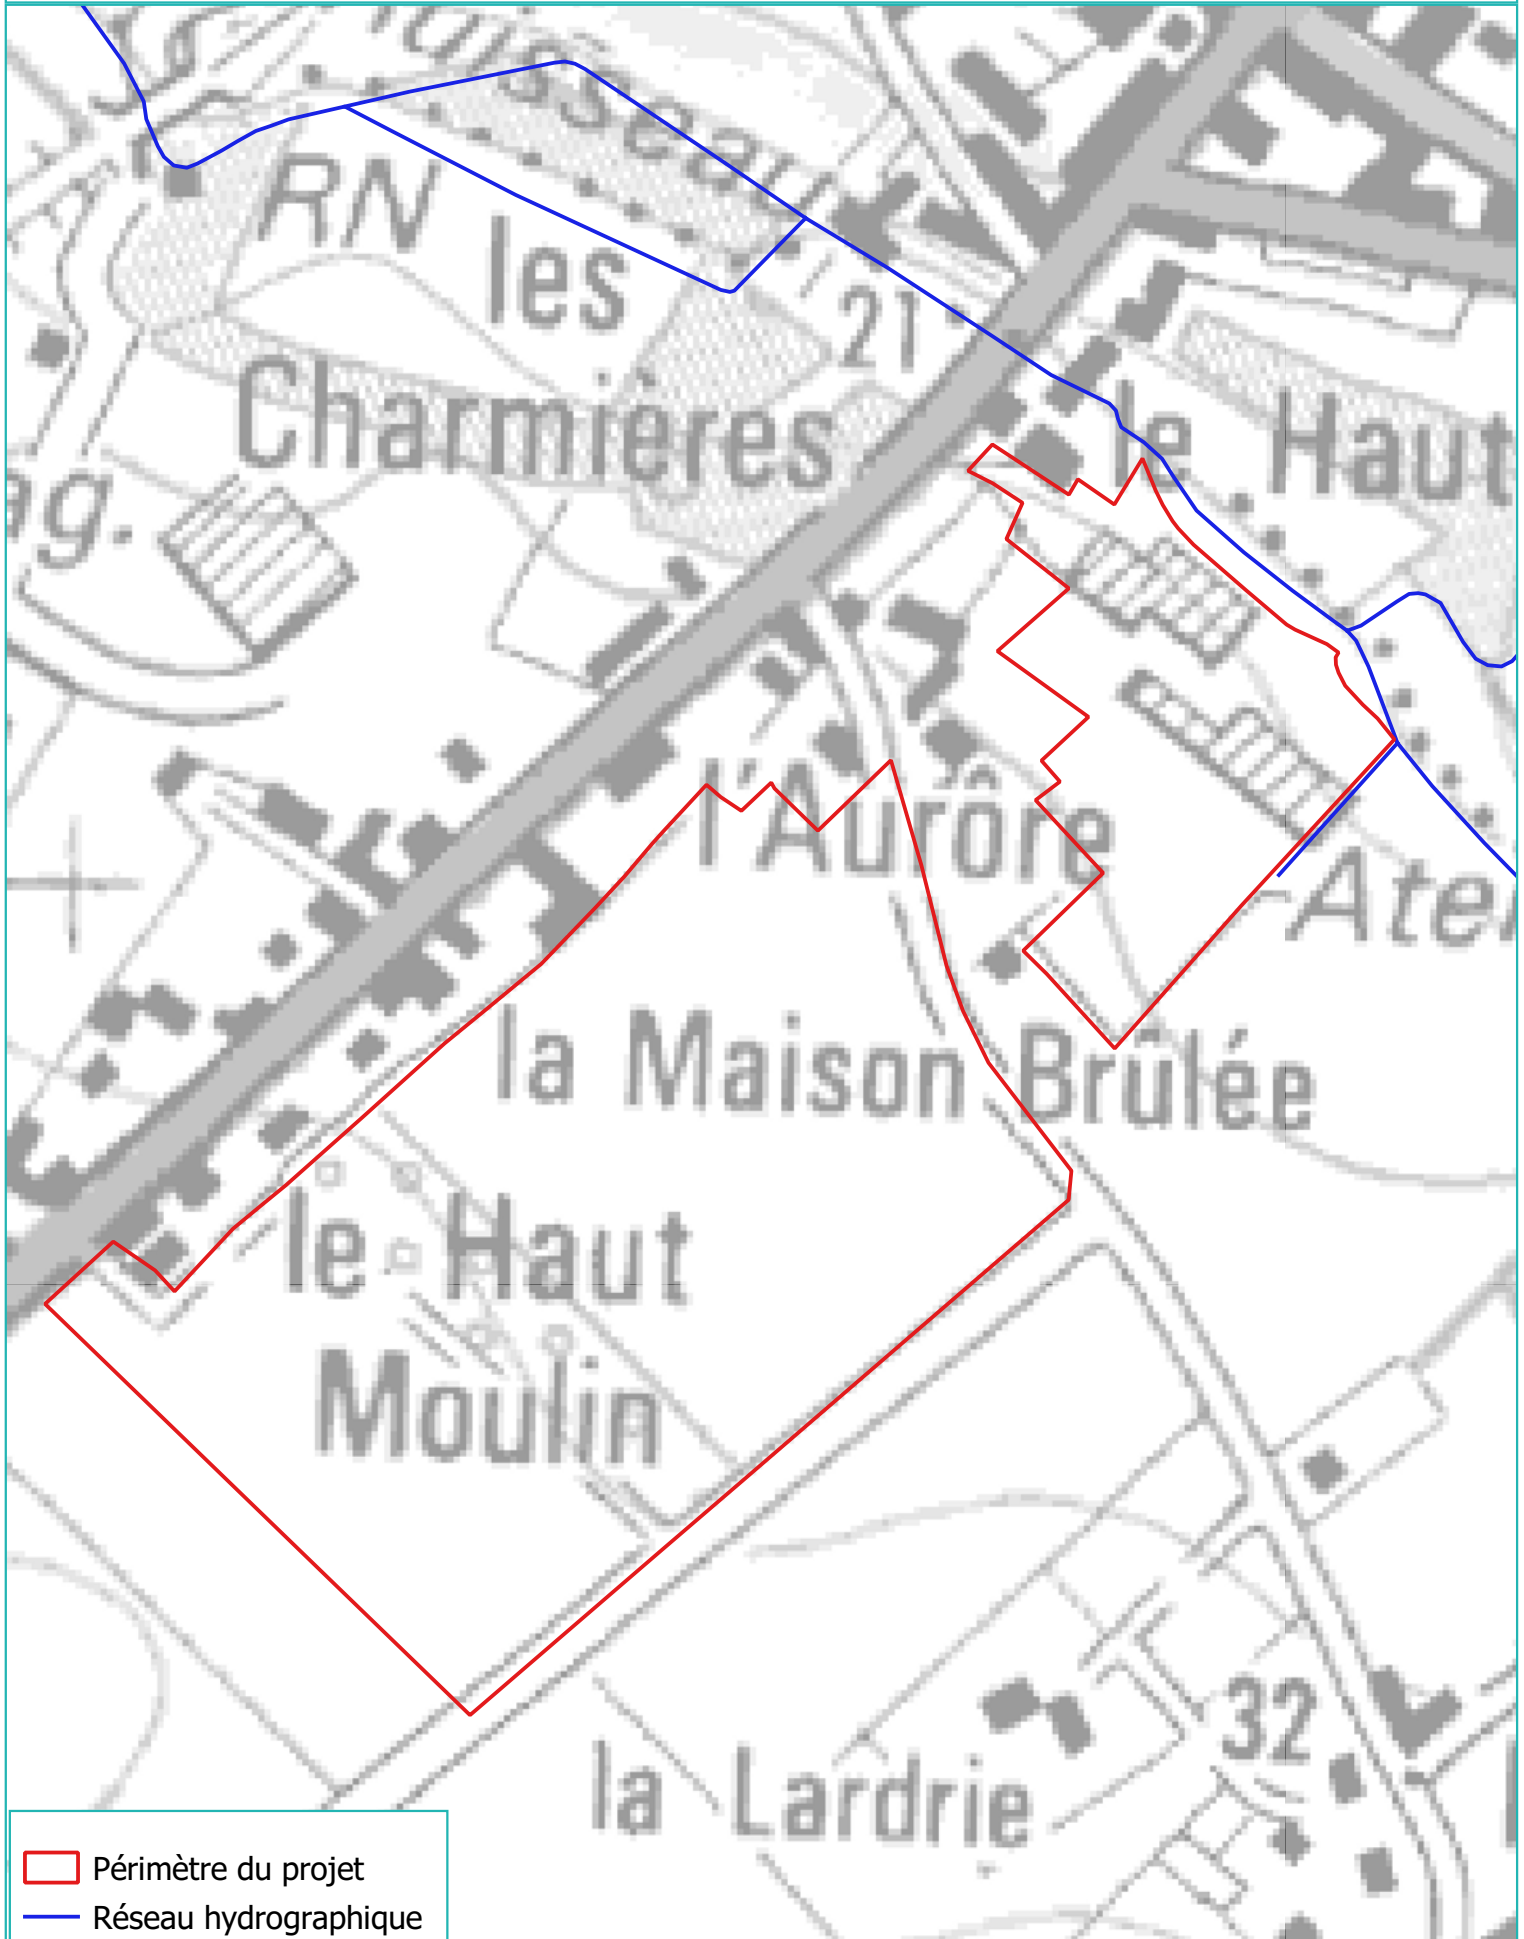 Ruisseau
RN
les
21
Charmières
le Haut
ag.
l'Aurôre
Ate
la Maison Brûlée
le Haut
Moulin
32
la Lardrie
Périmètre du projet
Réseau hydrographique